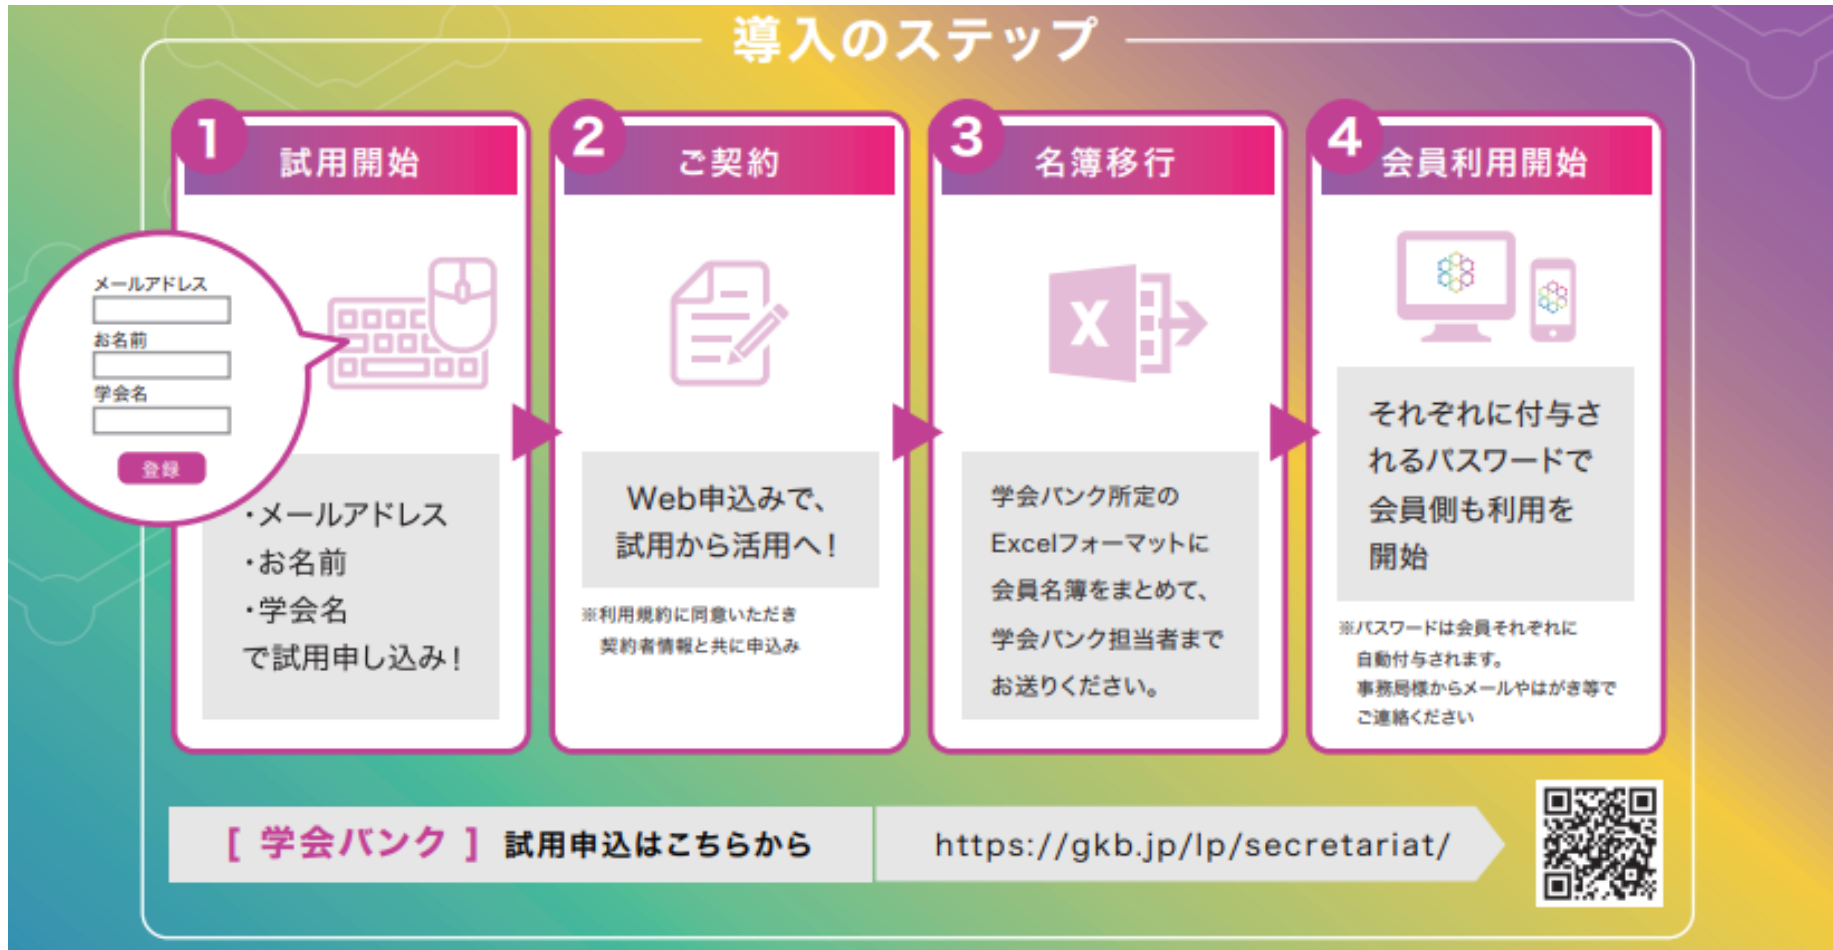 導入のステップ
1
試用開始
メールアドレス
お名前
学会名
登録
・メールアドレス
・お名前
・学会名
で試用申し込み！
2
ご契約
Web申込みで、
試用から活用へ！
※利用規約に同意いただき
契約者情報と共に申込み
3
名簿移行
X
学会バンク所定の
Excelフォーマットに
会員名簿をまとめて、
学会バンク担当者まで
お送りください。
4
会員利用開始
それぞれに付与さ
れるパスワードで
会員側も利用を
開始
※パスワードは会員それぞれに
自動付与されます。
事務局様からメールやはがき等で
ご連絡ください
[ 学会バンク ] 試用申込はこちらから
https://gkb.jp/lp/secretariat/